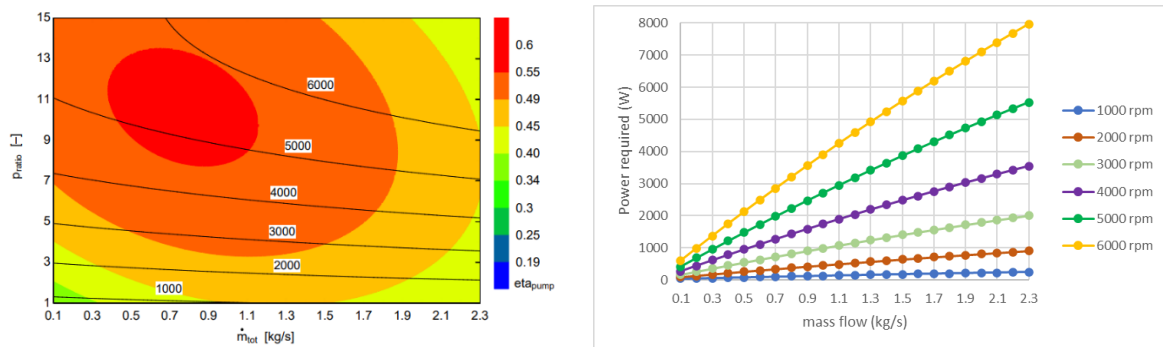 15
13
11
9
7
5
3
1
pratio [–]
6000
5000
4000
3000
2000
1000
0.1 0.3 0.5 0.7 0.9 1.1 1.3 1.5 1.7 1.9 2.1 2.3
ṁtot [kg/s]
0.6
0.55
0.49
0.45
0.40
0.34
0.25
0.19
etapump
8000
7000
6000
5000
4000
3000
2000
1000
0
Power required (W)
0.1 0.3 0.5 0.7 0.9 1.1 1.3 1.5 1.7 1.9 2.1 2.3
mass flow (kg/s)
1000 rpm
2000 rpm
3000 rpm
4000 rpm
5000 rpm
6000 rpm